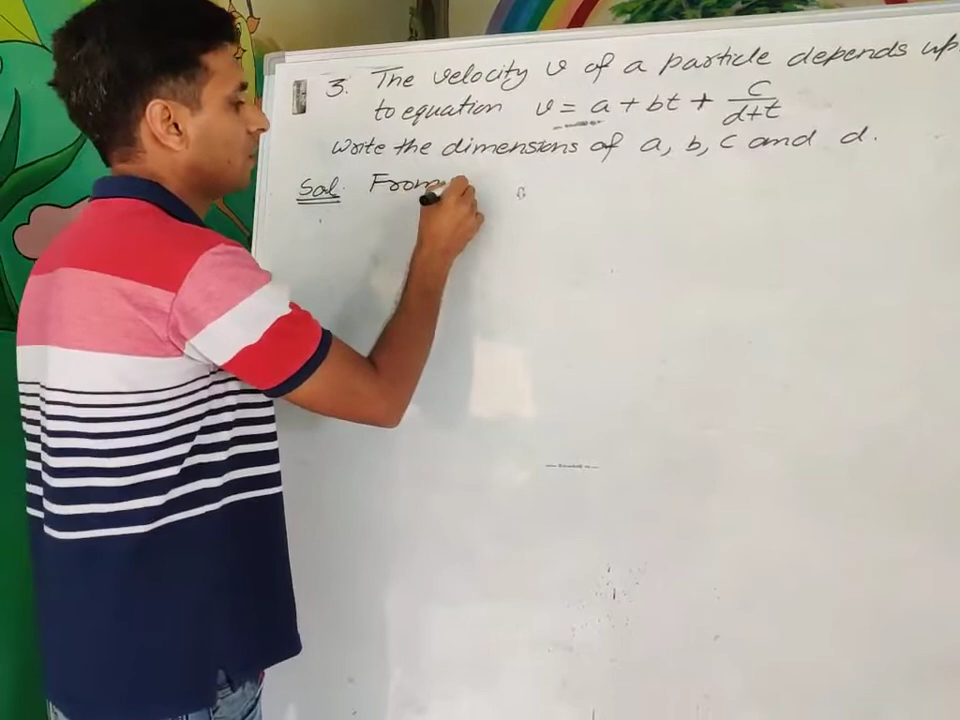 3. The velocity v of a particle depends up
to equation v = a + bt + c/d+t
Write the dimensions of a, b, c and d.
Sol. From